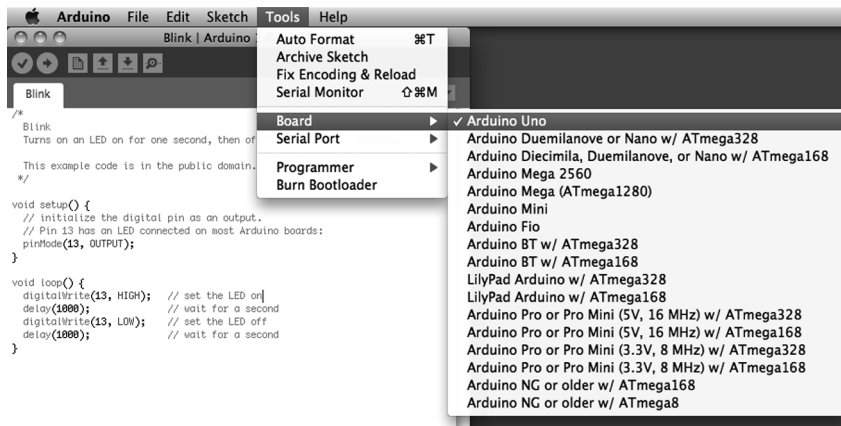 Arduino File Edit Sketch Tools Help
Blink | Arduino
Auto Format ⌘T
Archive Sketch
Fix Encoding & Reload
Serial Monitor ⇧⌘M
Board ▶
Serial Port ▶
Programmer ▶
Burn Bootloader
✓ Arduino Uno
Arduino Duemilanove or Nano w/ ATmega328
Arduino Diecimila, Duemilanove, or Nano w/ ATmega168
Arduino Mega 2560
Arduino Mega (ATmega1280)
Arduino Mini
Arduino Fio
Arduino BT w/ ATmega328
Arduino BT w/ ATmega168
LilyPad Arduino w/ ATmega328
LilyPad Arduino w/ ATmega168
Arduino Pro or Pro Mini (5V, 16 MHz) w/ ATmega328
Arduino Pro or Pro Mini (5V, 16 MHz) w/ ATmega168
Arduino Pro or Pro Mini (3.3V, 8 MHz) w/ ATmega328
Arduino Pro or Pro Mini (3.3V, 8 MHz) w/ ATmega168
Arduino NG or older w/ ATmega168
Arduino NG or older w/ ATmega8
Blink
/*
Blink
Turns on an LED on for one second, then of
This example code is in the public domain.
*/
void setup() {
// initialize the digital pin as an output.
// Pin 13 has an LED connected on most Arduino boards:
pinMode(13, OUTPUT);
}
void loop() {
digitalWrite(13, HIGH); // set the LED on
delay(1000); // wait for a second
digitalWrite(13, LOW); // set the LED off
delay(1000); // wait for a second
}